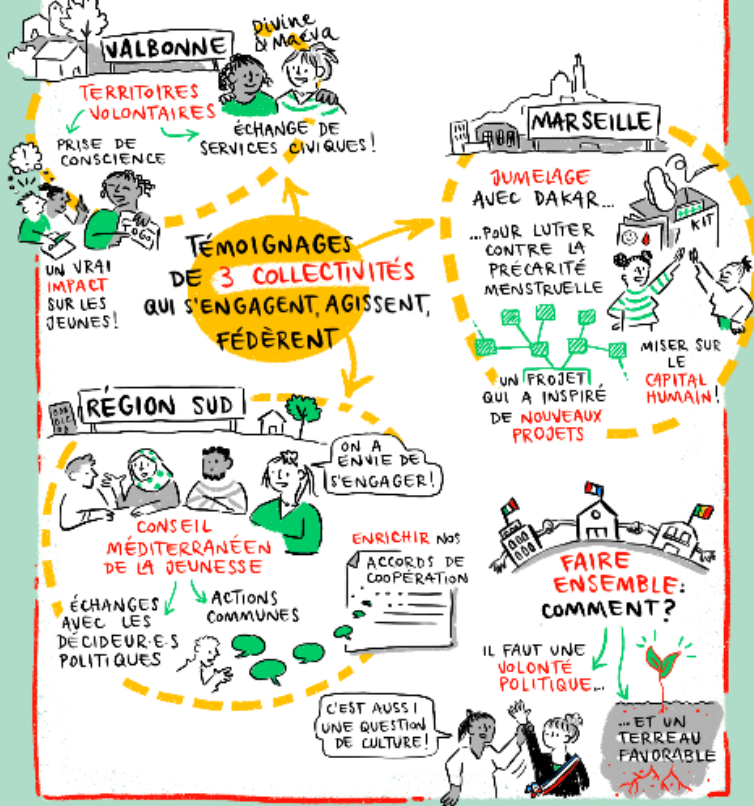 VALBONNE
Divine
& Maéva
TERRITOIRES
VOLONTAIRES
PRISE DE
CONSCIENCE
ÉCHANGE DE
SERVICES CIVIQUES !
UN VRAI
IMPACT
SUR LES
JEUNES !
TÉMOIGNAGES
DE 3 COLLECTIVITÉS
QUI S'ENGAGENT, AGISSENT,
FÉDÈRENT
MARSEILLE
JUMELAGE
AVEC DAKAR...
...POUR LUTTER
CONTRE LA
PRÉCARITÉ
MENSTRUELLE
KIT
UN PROJET
QUI A INSPIRÉ
DE NOUVEAUX
PROJETS
MISER SUR
LE
CAPITAL
HUMAIN !
RÉGION SUD
ON A
ENVIE DE
S'ENGAGER !
CONSEIL
MÉDITERRANÉEN
DE LA JEUNESSE
ÉCHANGES
AVEC LES
DÉCIDEUR·E·S
POLITIQUES
ACTIONS
COMMUNES
ENRICHIR NOS
ACCORDS DE
COOPÉRATION
FAIRE
ENSEMBLE :
COMMENT ?
IL FAUT UNE
VOLONTÉ
POLITIQUE...
...ET UN
TERREAU
FAVORABLE
C'EST AUSSI
UNE QUESTION
DE CULTURE !